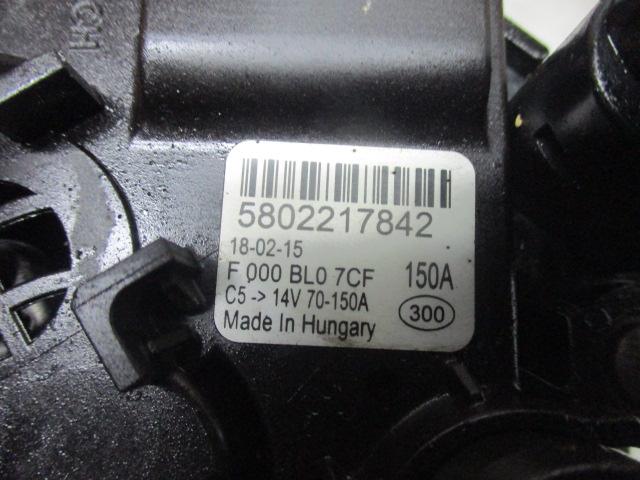 5802217842
18-02-15
F 000 BL0 7CF 150A
C5 -> 14V 70-150A
Made In Hungary 300